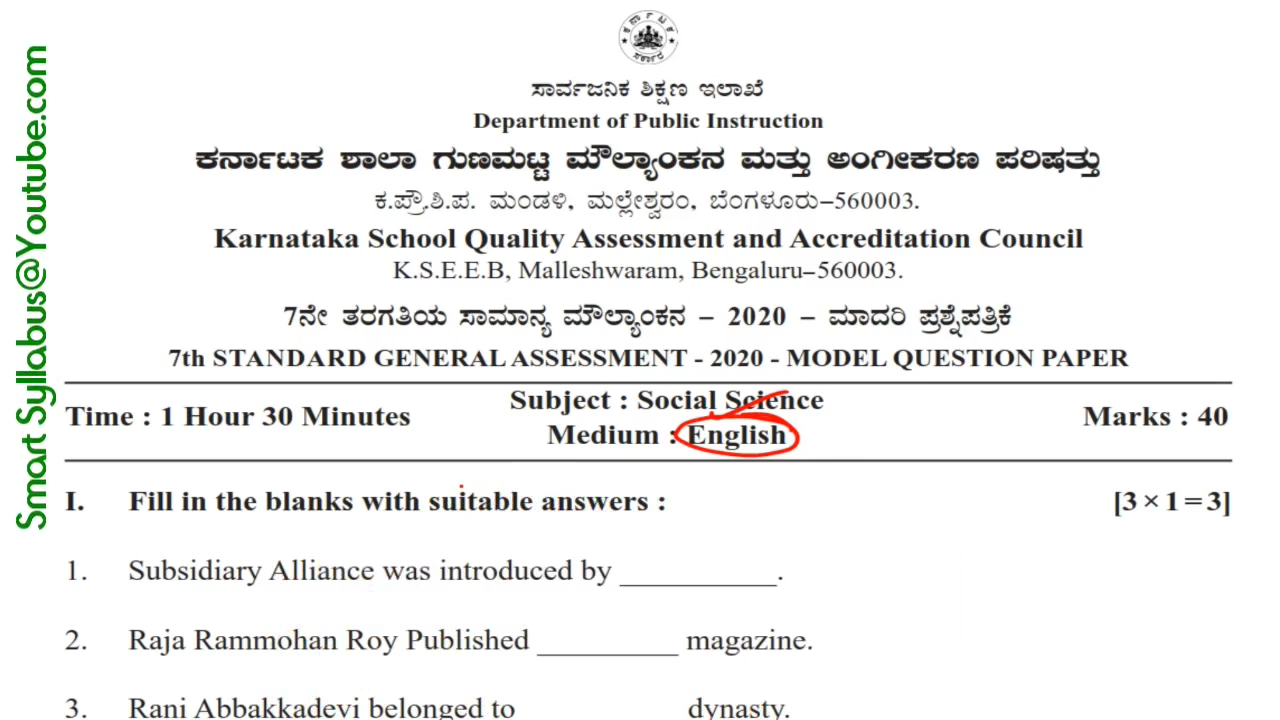 Smart Syllabus@Youtube.com
ಕರ್ನಾಟಕ
ಸರ್ಕಾರ
ಸಾರ್ವಜನಿಕ ಶಿಕ್ಷಣ ಇಲಾಖೆ
Department of Public Instruction
ಕರ್ನಾಟಕ ಶಾಲಾ ಗುಣಮಟ್ಟ ಮೌಲ್ಯಾಂಕನ ಮತ್ತು ಅಂಗೀಕರಣ ಪರಿಷತ್ತು
ಕ.ಪ್ರೌ.ಶಿ.ಪ. ಮಂಡಳಿ, ಮಲ್ಲೇಶ್ವರಂ, ಬೆಂಗಳೂರು-560003.
Karnataka School Quality Assessment and Accreditation Council
K.S.E.E.B, Malleshwaram, Bengaluru-560003.
7ನೇ ತರಗತಿಯ ಸಾಮಾನ್ಯ ಮೌಲ್ಯಾಂಕನ - 2020 - ಮಾದರಿ ಪ್ರಶ್ನೆಪತ್ರಿಕೆ
7th STANDARD GENERAL ASSESSMENT - 2020 - MODEL QUESTION PAPER
Time : 1 Hour 30 Minutes Subject : Social Science Marks : 40
Medium : English
I. Fill in the blanks with suitable answers : [3 × 1 = 3]
1. Subsidiary Alliance was introduced by __________.
2. Raja Rammohan Roy Published _________ magazine.
3. Rani Abbakkadevi belonged to dynasty.